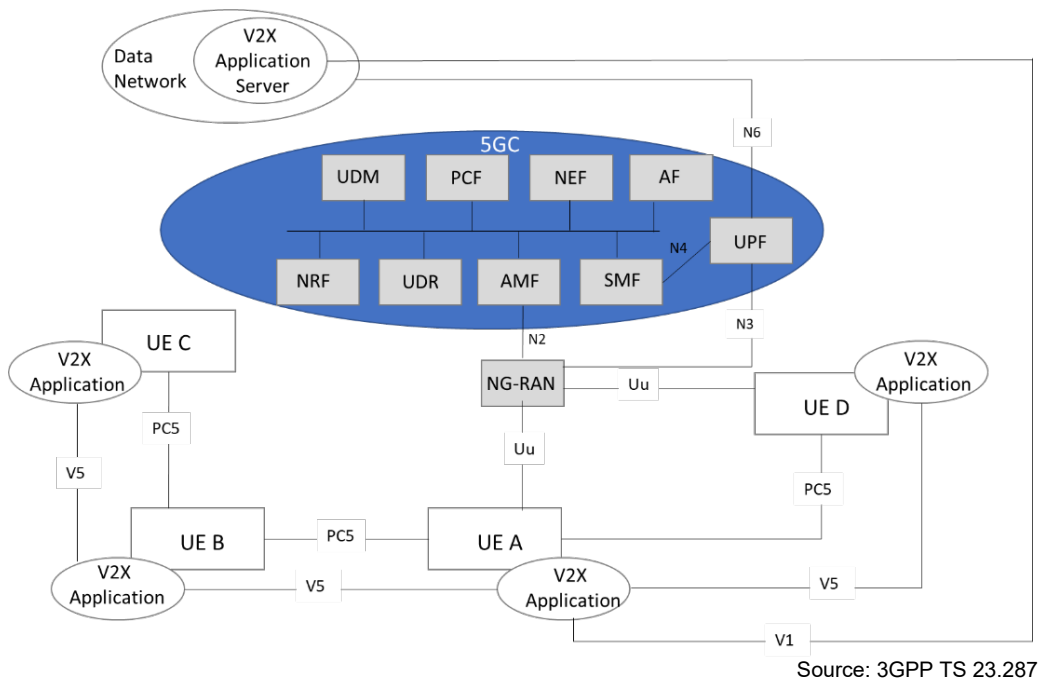 V2X
Application
Server
Data
Network
N6
5GC
UDM
PCF
NEF
AF
N4
UPF
NRF
UDR
AMF
SMF
N3
N2
UE C
V2X
Application
NG-RAN
Uu
V2X
Application
UE D
PC5
Uu
V5
PC5
UE B
PC5
UE A
V2X
Application
V5
V2X
Application
V5
V1
Source: 3GPP TS 23.287